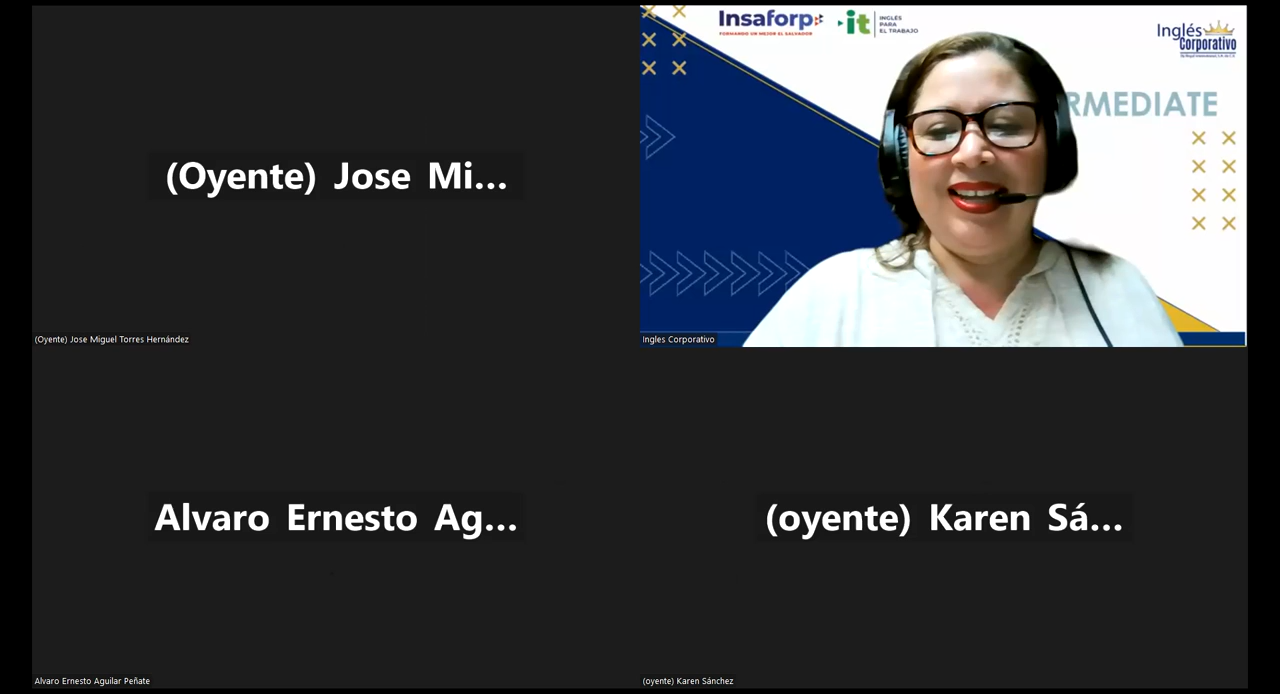 (Oyente) Jose Mi...
(Oyente) Jose Miguel Torres Hernández
Insaforp
FORMANDO UN MEJOR EL SALVADOR
it
INGLÉS
PARA
EL TRABAJO
Inglés
Corporativo
RMEDIATE
Ingles Corporativo
Alvaro Ernesto Ag...
Alvaro Ernesto Aguilar Peñate
(oyente) Karen Sá...
(oyente) Karen Sánchez